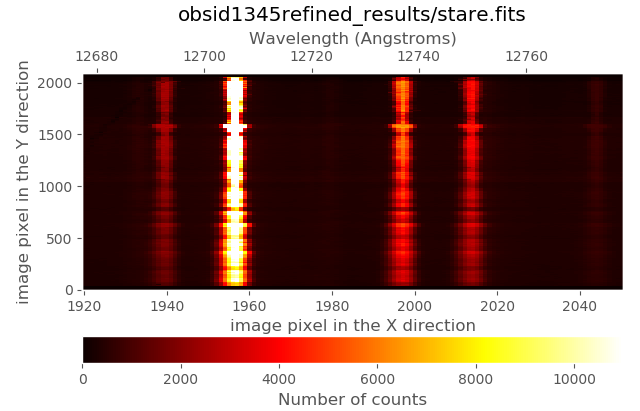 obsid1345refined_results/stare.fits
Wavelength (Angstroms)
12680 12700 12720 12740 12760
image pixel in the Y direction
2000
1500
1000
500
0
1920 1940 1960 1980 2000 2020 2040
image pixel in the X direction
0 2000 4000 6000 8000 10000
Number of counts